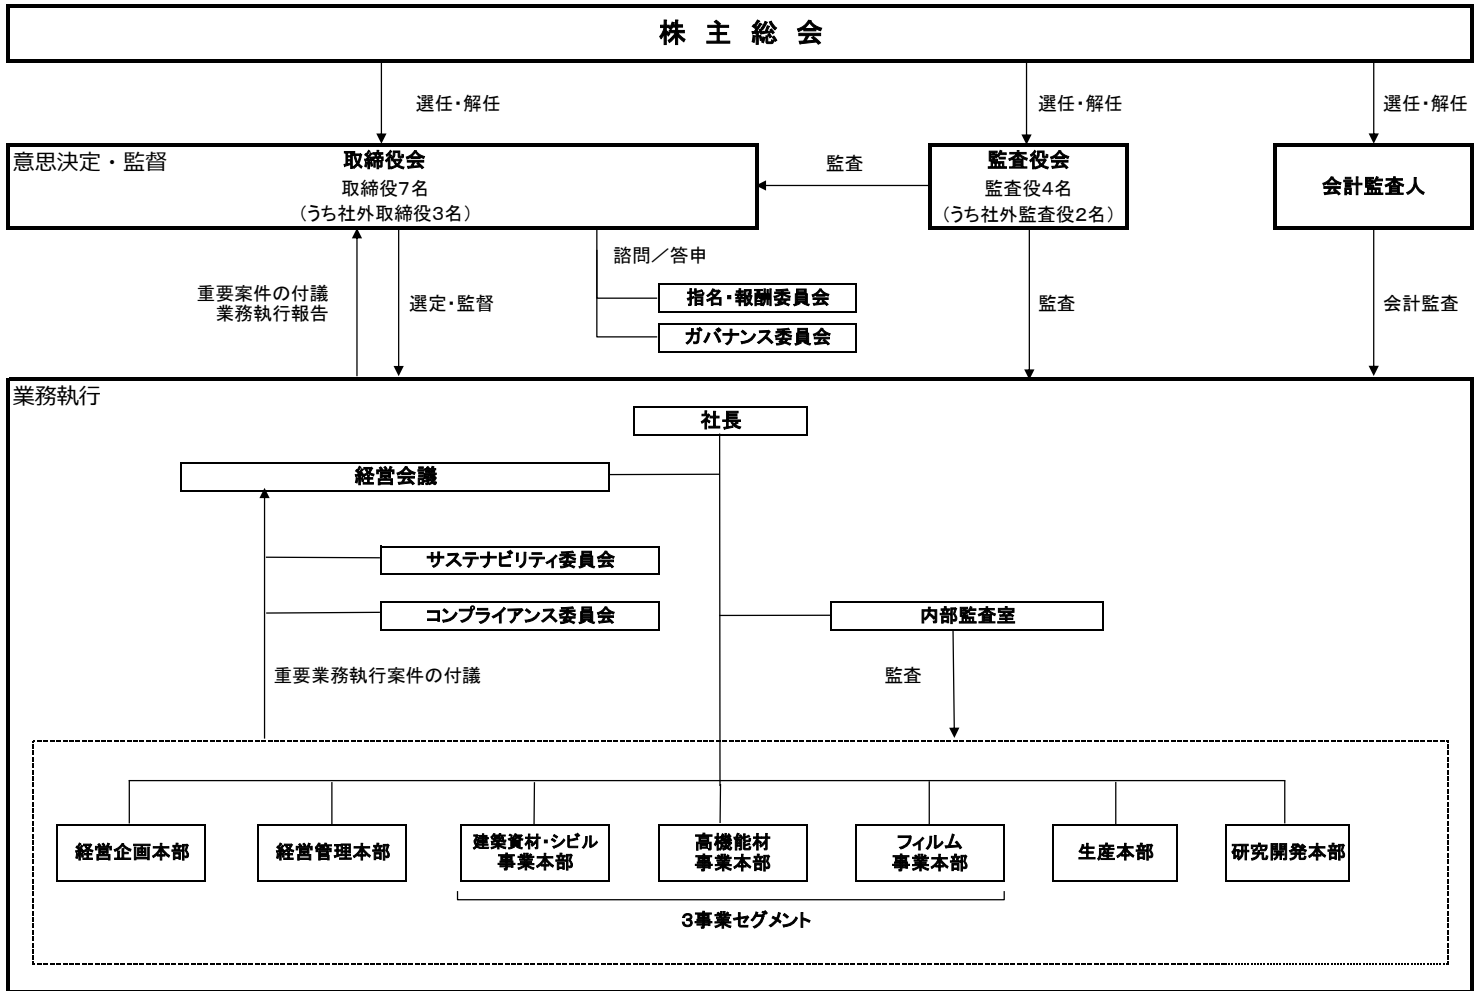 株 主 総 会
選任・解任
選任・解任
選任・解任
意思決定・監督
取締役会
取締役7名
（うち社外取締役3名）
監査
監査役会
監査役4名
（うち社外監査役2名）
会計監査人
重要案件の付議
業務執行報告
選定・監督
諮問／答申
指名・報酬委員会
ガバナンス委員会
監査
会計監査
業務執行
社長
経営会議
サステナビリティ委員会
コンプライアンス委員会
内部監査室
重要業務執行案件の付議
監査
経営企画本部
経営管理本部
建築資材・シビル
事業本部
高機能材
事業本部
フィルム
事業本部
生産本部
研究開発本部
3事業セグメント